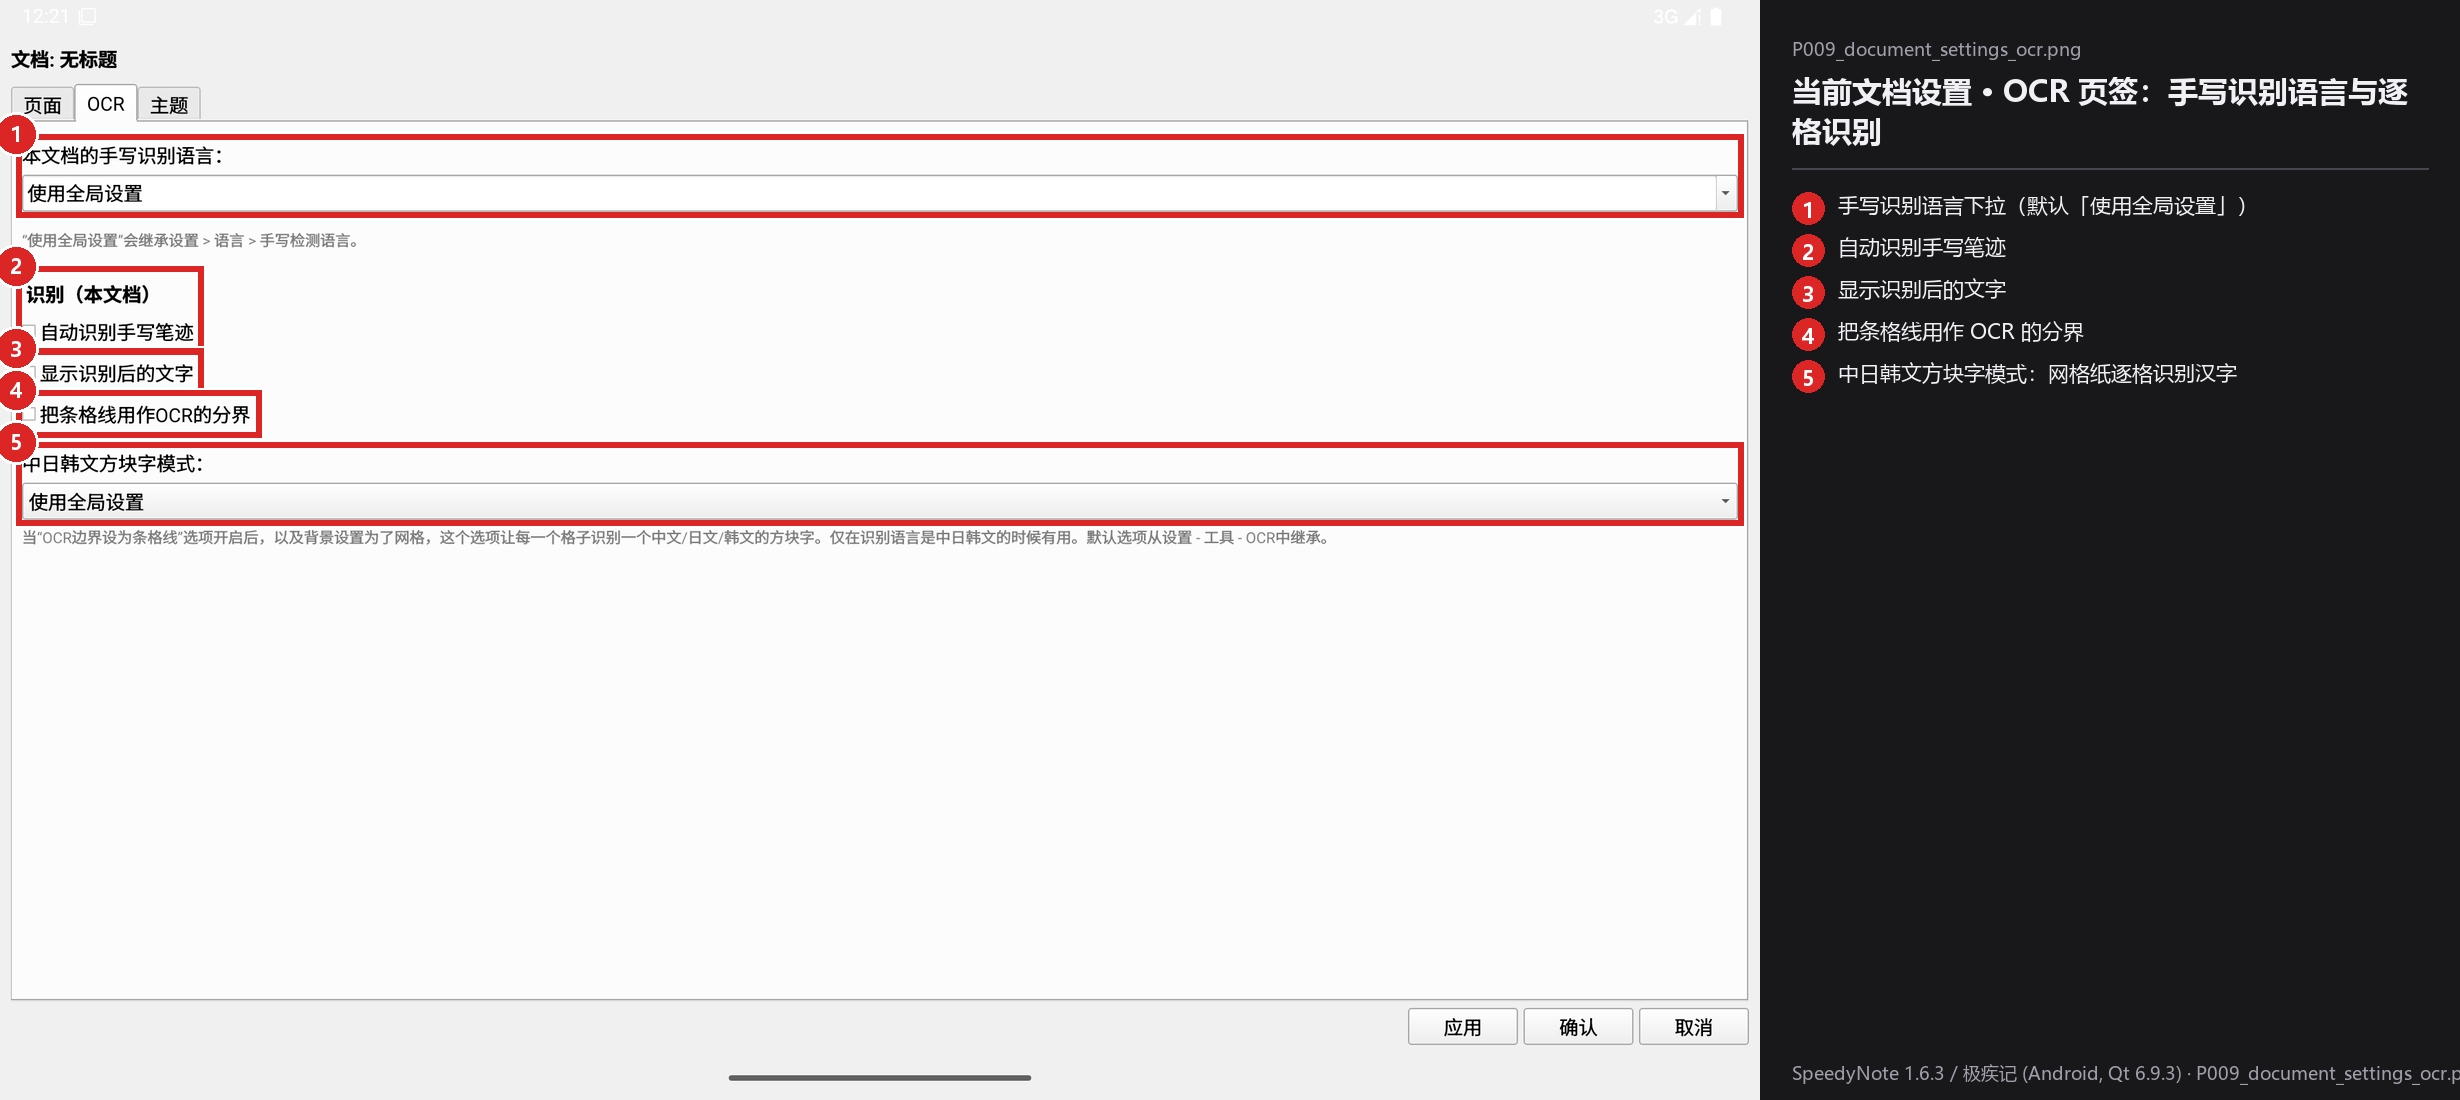 12:21
3G
文档: 无标题
页面 OCR 主题
1
本文档的手写识别语言：
使用全局设置
“使用全局设置”会继承设置 > 语言 > 手写检测语言。
2
识别（本文档）
自动识别手写笔迹
3
显示识别后的文字
4
把条格线用作OCR的分界
5
中日韩文方块字模式：
使用全局设置
当“OCR边界设为条格线”选项开启后，以及背景设置为了网格，这个选项让每一个格子识别一个中文/日文/韩文的方块字。仅在识别语言是中日韩文的时候有用。默认选项从设置 - 工具 - OCR中继承。
应用 确认 取消
P009_document_settings_ocr.png
当前文档设置 • OCR 页签：手写识别语言与逐
格识别
1 手写识别语言下拉（默认「使用全局设置」）
2 自动识别手写笔迹
3 显示识别后的文字
4 把条格线用作 OCR 的分界
5 中日韩文方块字模式：网格纸逐格识别汉字
SpeedyNote 1.6.3 / 极疾记 (Android, Qt 6.9.3) · P009_document_settings_ocr.p